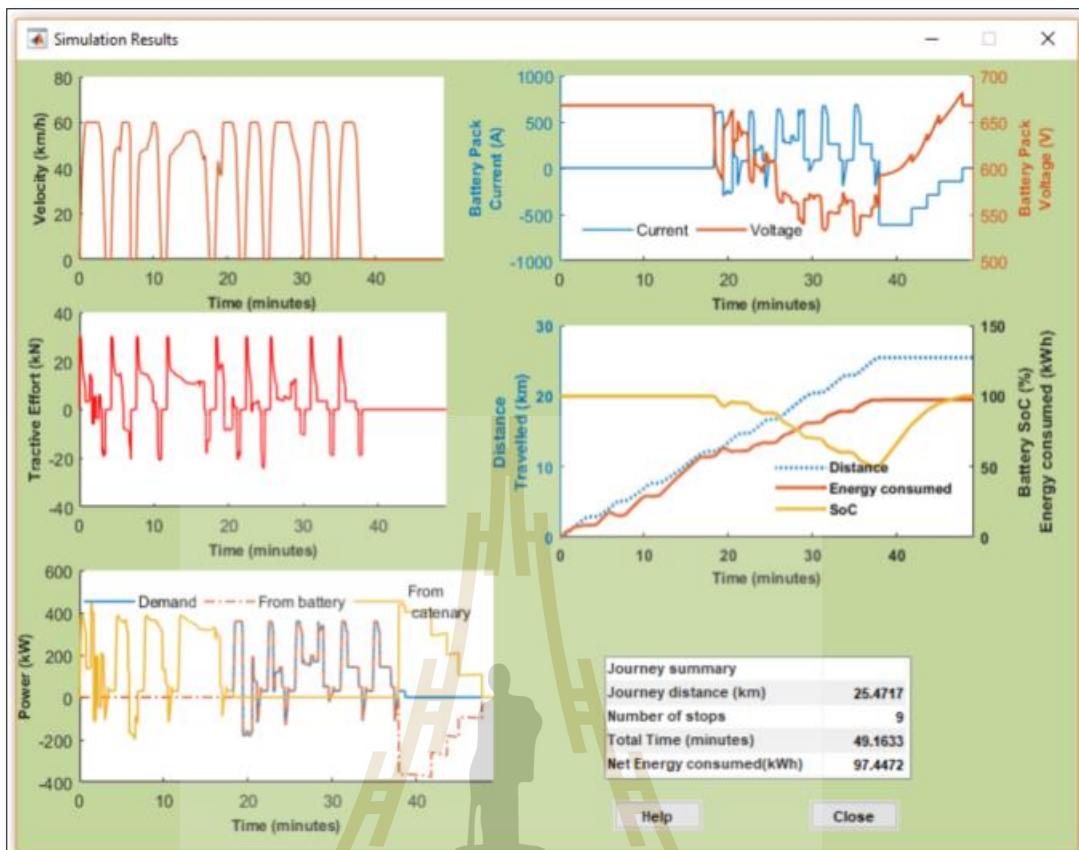 Simulation Results
Velocity (km/h)
80
60
40
20
0
0 10 20 30 40
Time (minutes)
Battery Pack
Current (A)
1000
500
0
-500
-1000
Current Voltage
700
650
600
550
500
Battery Pack
Voltage (V)
0 10 20 30 40
Time (minutes)
Tractive Effort (kN)
40
20
0
-20
-40
0 10 20 30 40
Time (minutes)
Distance
Travelled (km)
30
20
10
0
Distance
Energy consumed
SoC
150
100
50
0
Battery SoC (%)
Energy consumed (kWh)
0 10 20 30 40
Time (minutes)
Power (kW)
600
400
200
0
-200
-400
Demand From battery From
catenary
0 10 20 30 40
Time (minutes)
Journey summary
Journey distance (km) 25.4717
Number of stops 9
Total Time (minutes) 49.1633
Net Energy consumed(kWh) 97.4472
Help Close